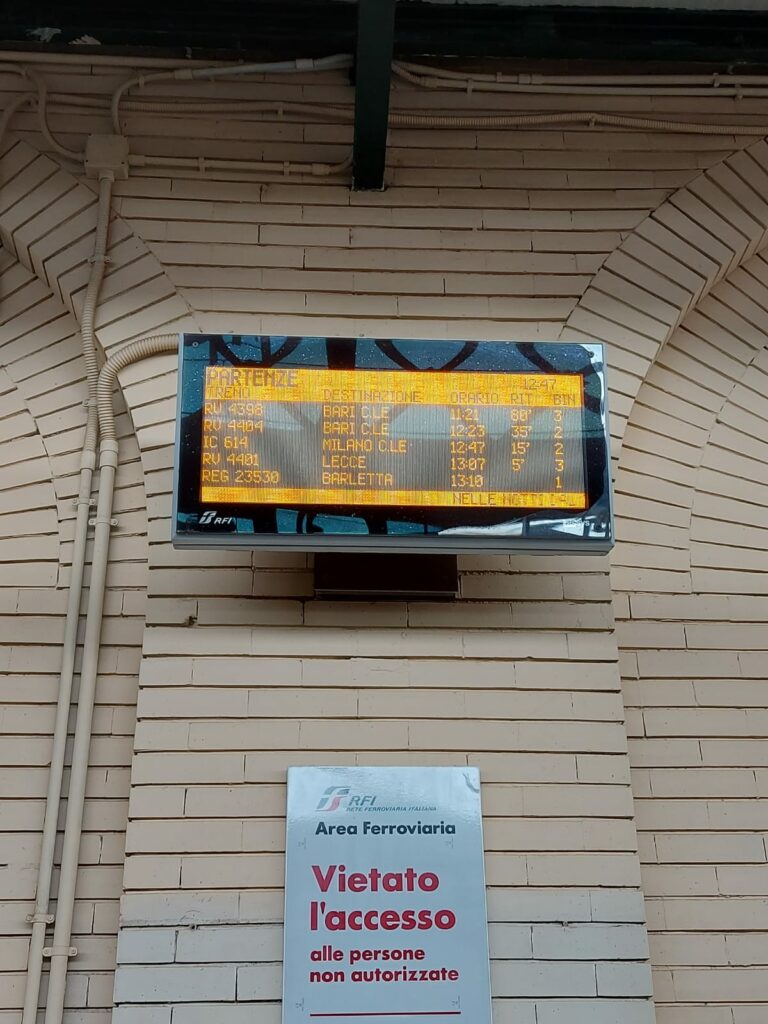 PARTENZE 12:47
TRENO DESTINAZIONE ORARIO RIT BIN
RV 4398 BARI C.LE 11:21 80' 3
RV 4404 BARI C.LE 12:23 35' 2
IC 614 MILANO C.LE 12:47 15' 2
RV 4401 LECCE 13:07 5' 3
REG 23530 BARLETTA 13:10 1
NELLE NOTTI DAL
RFI
RFI
RETE FERROVIARIA ITALIANA
Area Ferroviaria
Vietato
l'accesso
alle persone
non autorizzate